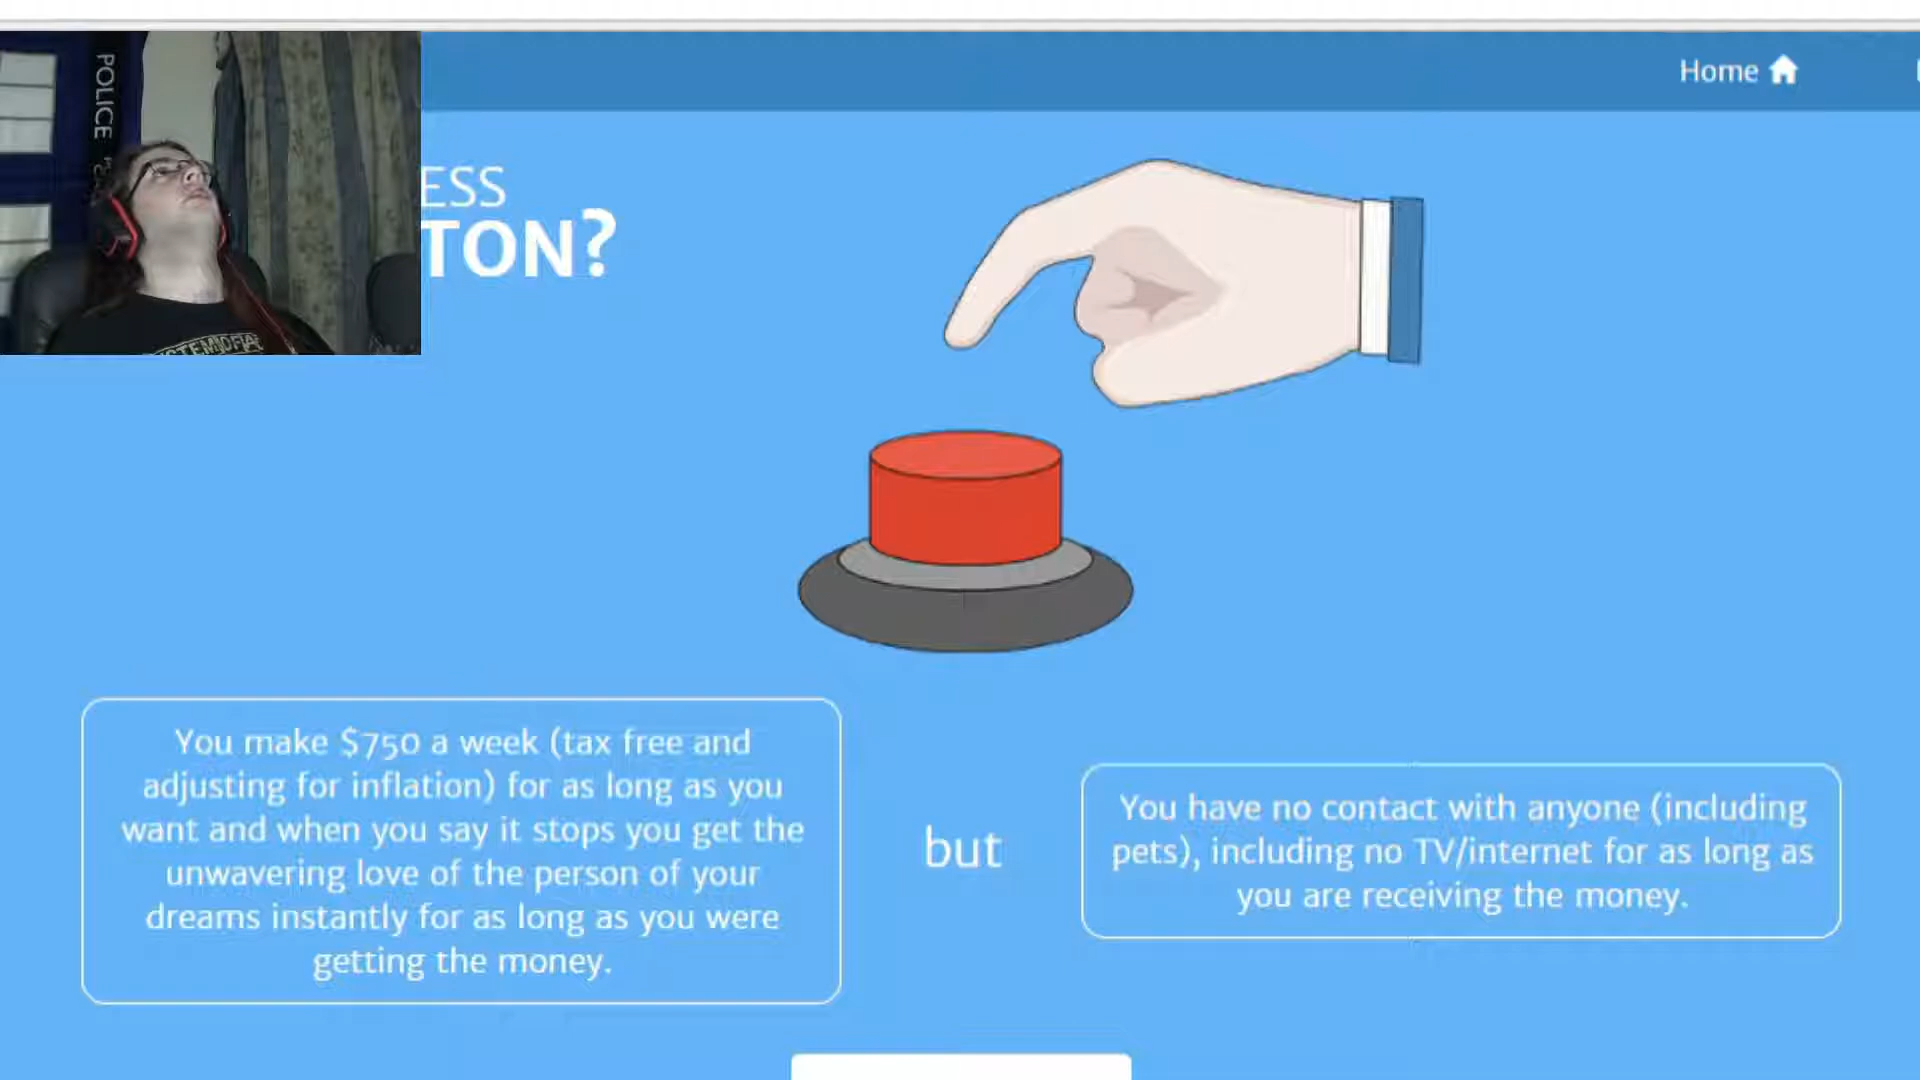 POLICE
Home
ESS
TON?
You make $750 a week (tax free and
adjusting for inflation) for as long as you
want and when you say it stops you get the
unwavering love of the person of your
dreams instantly for as long as you were
getting the money.
but
You have no contact with anyone (including
pets), including no TV/internet for as long as
you are receiving the money.